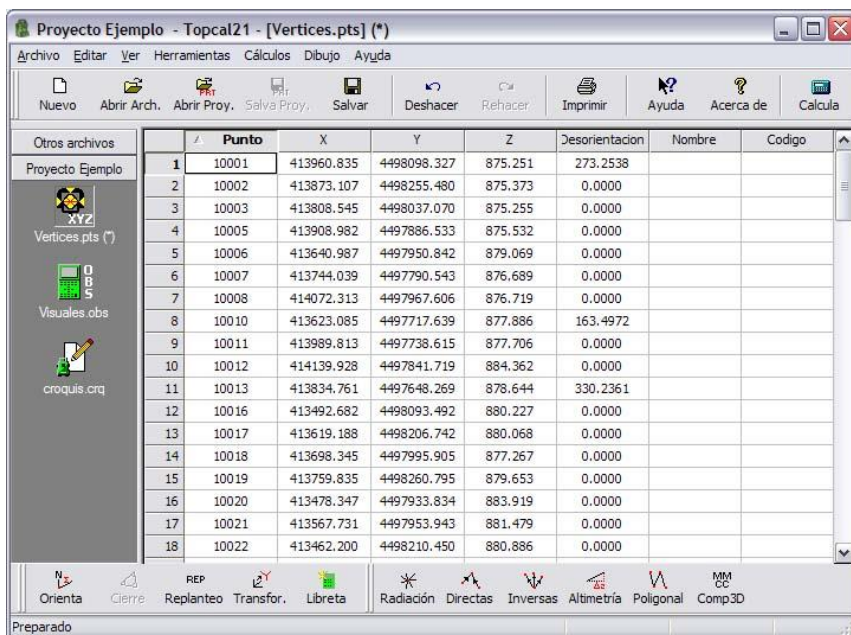 Proyecto Ejemplo - Topcal21 - [Vertices.pts] (*)
Archivo Editar Ver Herramientas Cálculos Dibujo Ayuda
Nuevo Abrir Arch. Abrir Proy. Salva Proy. Salvar Deshacer Rehacer Imprimir Ayuda Acerca de Calcula
Otros archivos
Proyecto Ejemplo
XYZ
Vertices.pts (*)
OBS
Visuales.obs
croquis.crq
Punto X Y Z Desorientacion Nombre Codigo
1 10001 413960.835 4498098.327 875.251 273.2538
2 10002 413873.107 4498255.480 875.373 0.0000
3 10003 413808.545 4498037.070 875.255 0.0000
4 10005 413908.982 4497886.533 875.532 0.0000
5 10006 413640.987 4497950.842 879.069 0.0000
6 10007 413744.039 4497790.543 876.689 0.0000
7 10008 414072.313 4497967.606 876.719 0.0000
8 10010 413623.085 4497717.639 877.886 163.4972
9 10011 413989.813 4497738.615 877.706 0.0000
10 10012 414139.928 4497841.719 884.362 0.0000
11 10013 413834.761 4497648.269 878.644 330.2361
12 10016 413492.682 4498093.492 880.227 0.0000
13 10017 413619.188 4498206.742 880.068 0.0000
14 10018 413698.345 4497995.905 877.267 0.0000
15 10019 413759.835 4498260.795 879.653 0.0000
16 10020 413478.347 4497933.834 883.919 0.0000
17 10021 413567.731 4497953.943 881.479 0.0000
18 10022 413462.200 4498210.450 880.886 0.0000
Orienta Cierre REP Replanteo Transfor. Libreta Radiación Directas Inversas Altimetría Poligonal MM CC Comp3D
Preparado